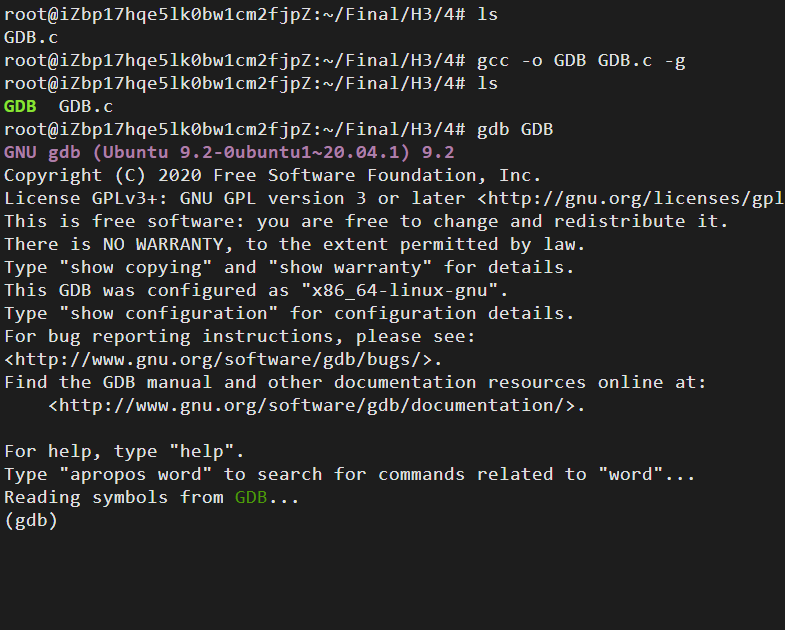 root@iZbp17hqe5lk0bw1cm2fjpZ:~/Final/H3/4# ls
GDB.c
root@iZbp17hqe5lk0bw1cm2fjpZ:~/Final/H3/4# gcc -o GDB GDB.c -g
root@iZbp17hqe5lk0bw1cm2fjpZ:~/Final/H3/4# ls
GDB  GDB.c
root@iZbp17hqe5lk0bw1cm2fjpZ:~/Final/H3/4# gdb GDB
GNU gdb (Ubuntu 9.2-0ubuntu1~20.04.1) 9.2
Copyright (C) 2020 Free Software Foundation, Inc.
License GPLv3+: GNU GPL version 3 or later <http://gnu.org/licenses/gpl
This is free software: you are free to change and redistribute it.
There is NO WARRANTY, to the extent permitted by law.
Type "show copying" and "show warranty" for details.
This GDB was configured as "x86_64-linux-gnu".
Type "show configuration" for configuration details.
For bug reporting instructions, please see:
<http://www.gnu.org/software/gdb/bugs/>.
Find the GDB manual and other documentation resources online at:
    <http://www.gnu.org/software/gdb/documentation/>.

For help, type "help".
Type "apropos word" to search for commands related to "word"...
Reading symbols from GDB...
(gdb)